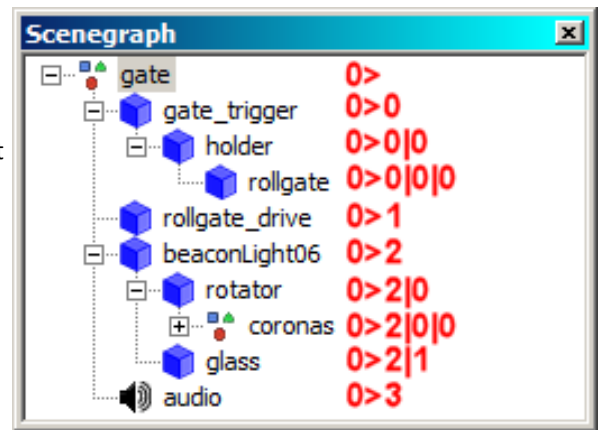 Scenegraph
gate 0>
gate_trigger 0>0
holder 0>0|0
rollgate 0>0|0|0
rollgate_drive 0>1
beaconLight06 0>2
rotator 0>2|0
coronas 0>2|0|0
glass 0>2|1
audio 0>3